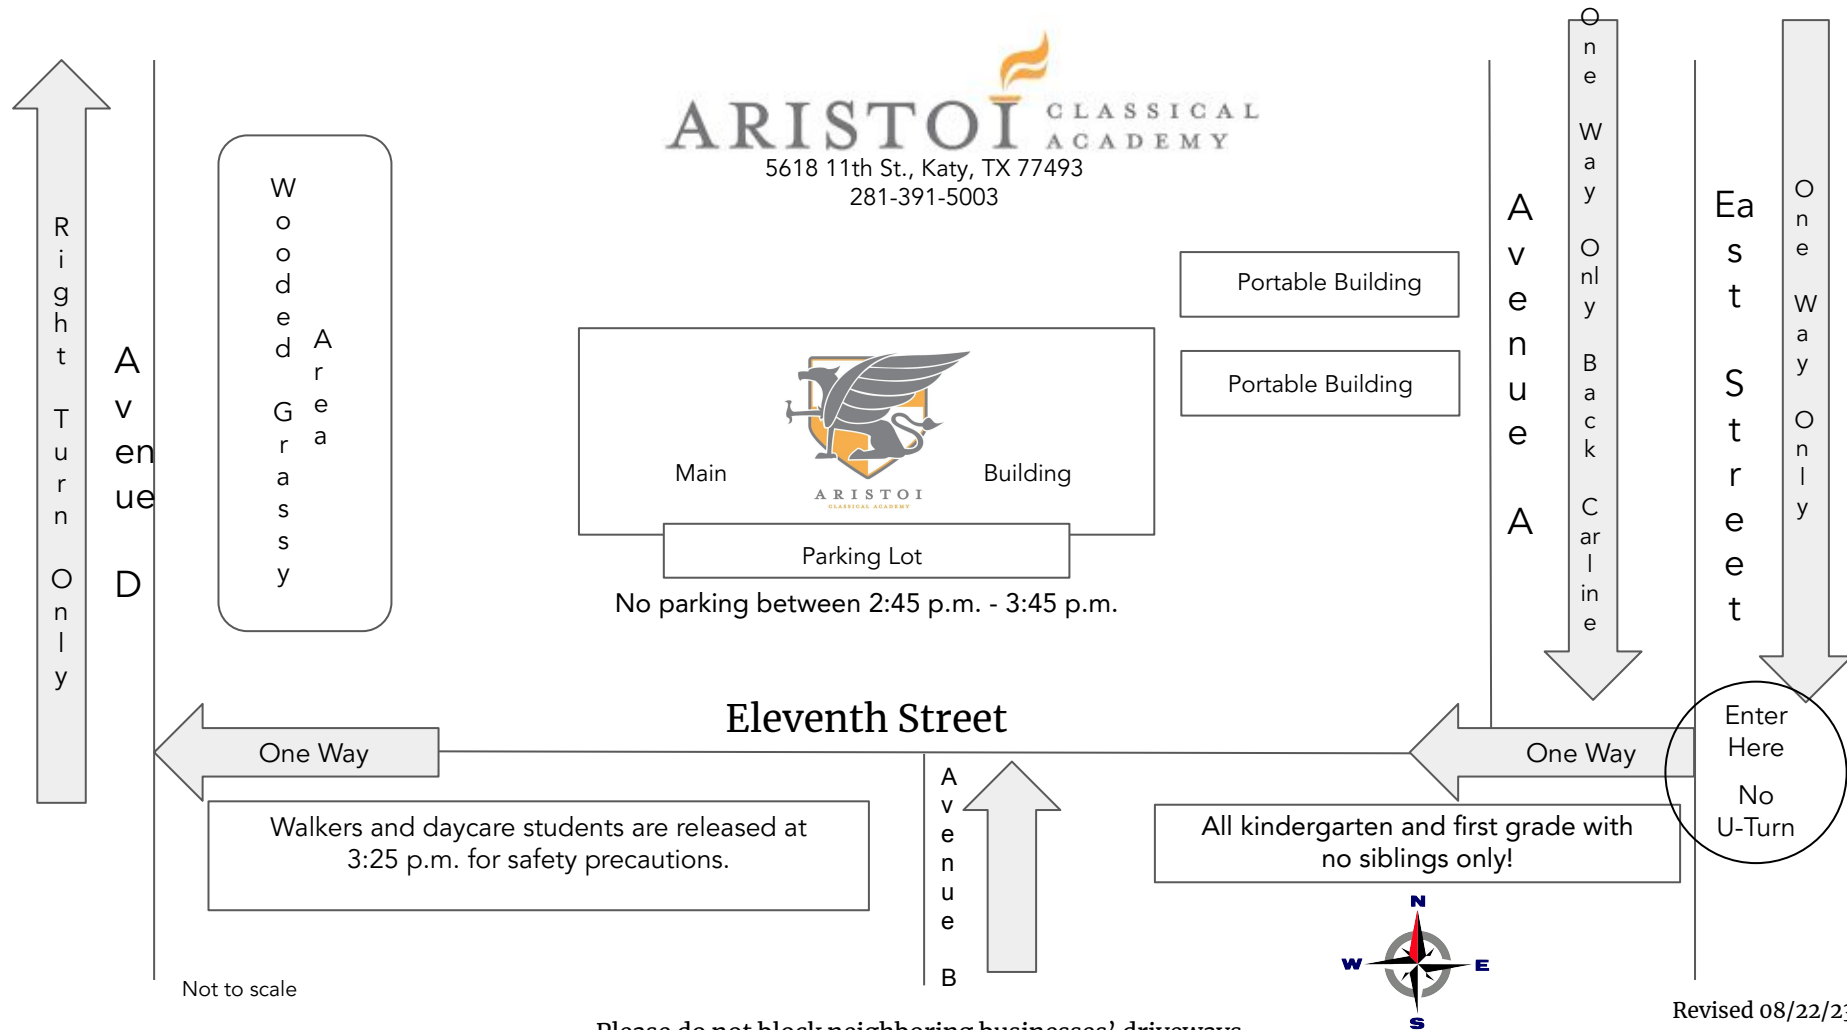 ARISTOI CLASSICAL
ACADEMY
5618 11th St., Katy, TX 77493
281-391-5003
Right Turn Only
Avenue D
Wooded Grassy
Area
Main
Building
ARISTOI
CLASSICAL ACADEMY
Parking Lot
No parking between 2:45 p.m. - 3:45 p.m.
Portable Building
Portable Building
Avenue A
One Way Only Back Carline
East Street
One Way Only
Eleventh Street
One Way
One Way
Enter
Here
No
U-Turn
Walkers and daycare students are released at
3:25 p.m. for safety precautions.
Avenue B
All kindergarten and first grade with
no siblings only!
N
W
E
S
Not to scale
Please do not block neighboring businesses' driveways
Revised 08/22/23